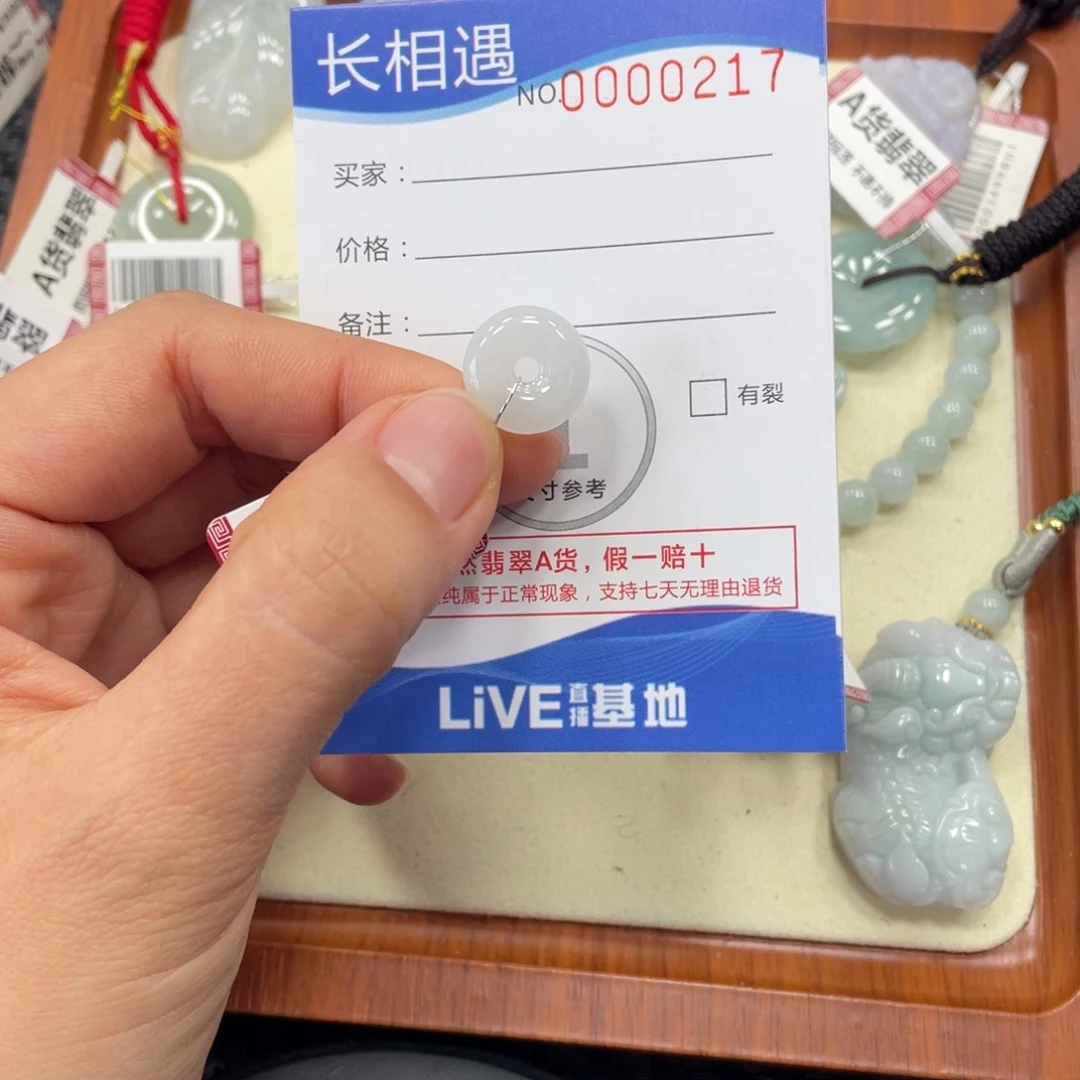 长相遇
NO.0000217
买家：
价格：
备注：
有裂
寸参考
翡翠A货，假一赔十
纯属于正常现象，支持七天无理由退货
LiVE直播基地
A货翡翠
A货翡翠
翡翠